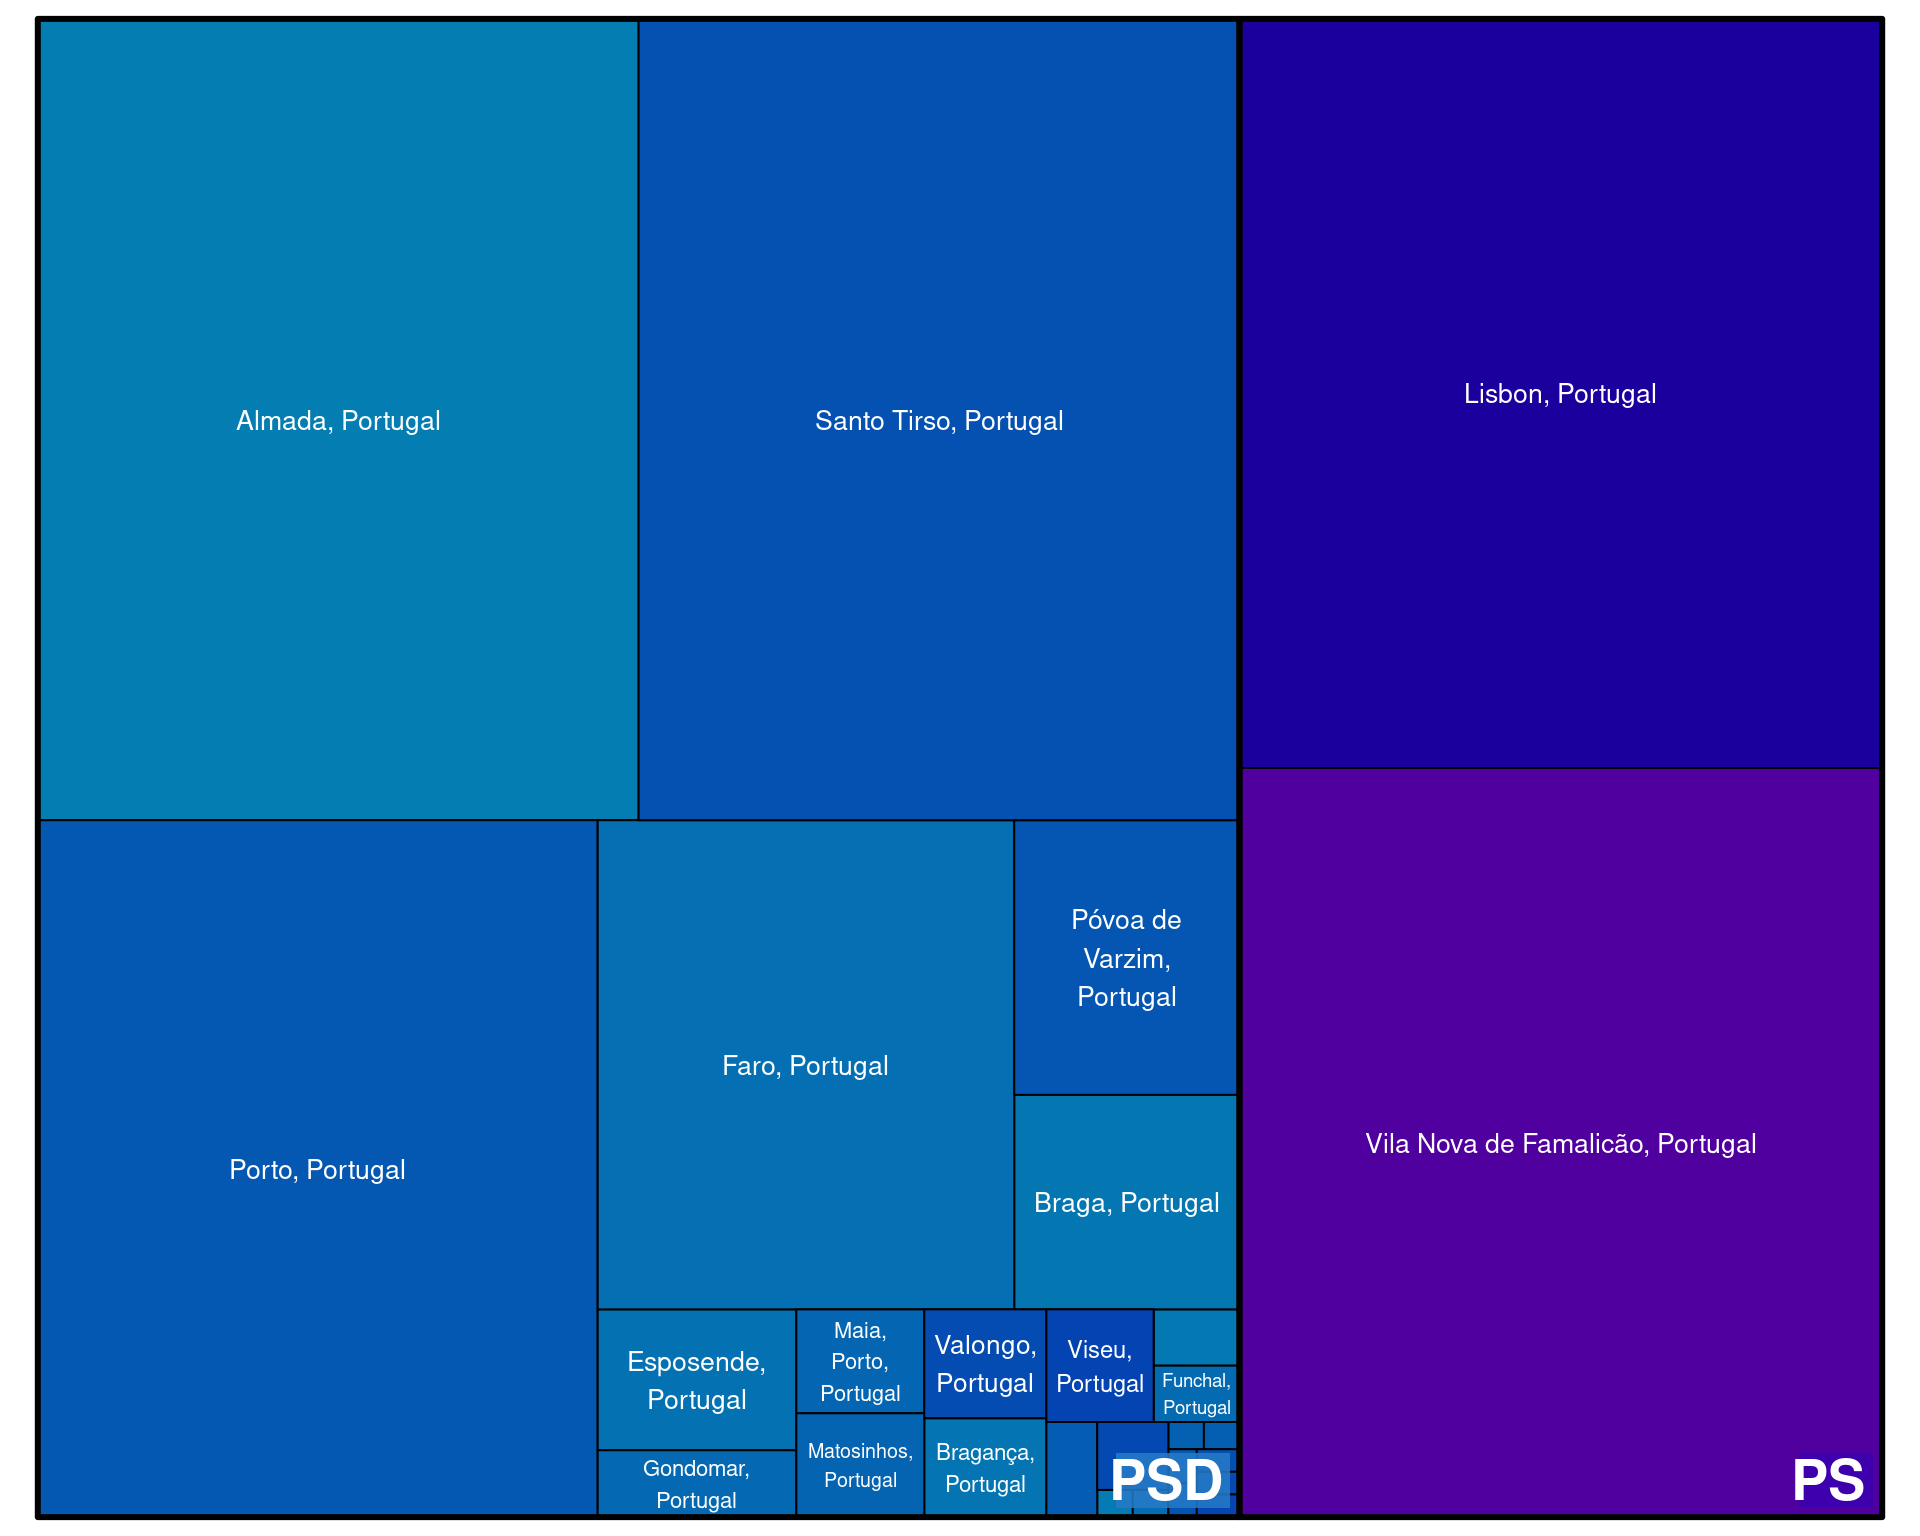 Almada, Portugal
Santo Tirso, Portugal
Lisbon, Portugal
Porto, Portugal
Faro, Portugal
Póvoa de
Varzim,
Portugal
Braga, Portugal
Vila Nova de Famalicão, Portugal
Esposende,
Portugal
Gondomar,
Portugal
Maia,
Porto,
Portugal
Matosinhos,
Portugal
Valongo,
Portugal
Bragança,
Portugal
Viseu,
Portugal
Funchal,
Portugal
PSD
PS